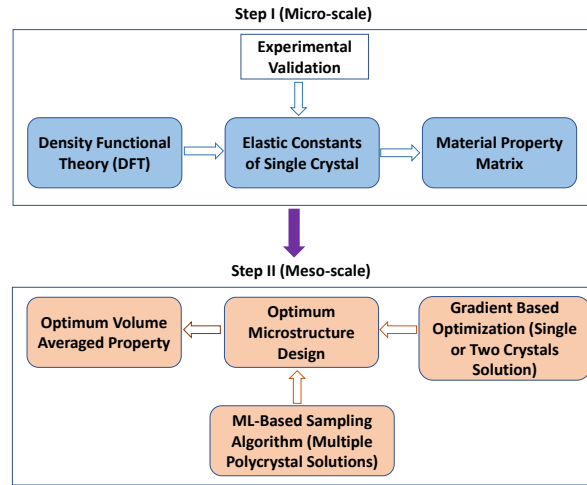 Step I (Micro-scale)
Experimental
Validation
Density Functional
Theory (DFT)
Elastic Constants
of Single Crystal
Material Property
Matrix
Step II (Meso-scale)
Optimum Volume
Averaged Property
Optimum
Microstructure
Design
Gradient Based
Optimization (Single
or Two Crystals
Solution)
ML-Based Sampling
Algorithm (Multiple
Polycrystal Solutions)